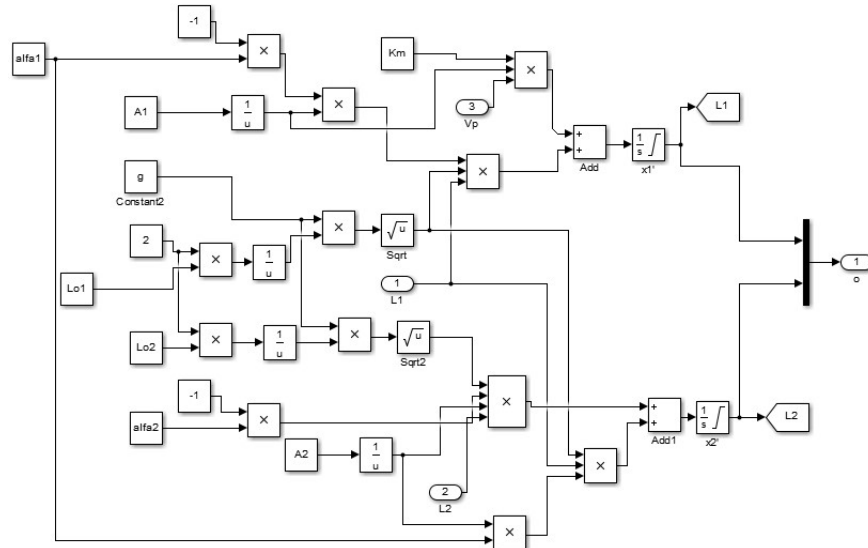 -1
alfa1
×
Km
×
×
A1
1
u
3
Vp
+
+
Add
1
s
x1'
L1
g
Constant2
×
2
×
1
u
×
√u
Sqrt
Lo1
1
L1
1
o
Lo2
×
1
u
×
√u
Sqrt2
-1
×
alfa2
×
+
+
Add1
1
s
x2'
L2
A2
1
u
2
L2
×
×